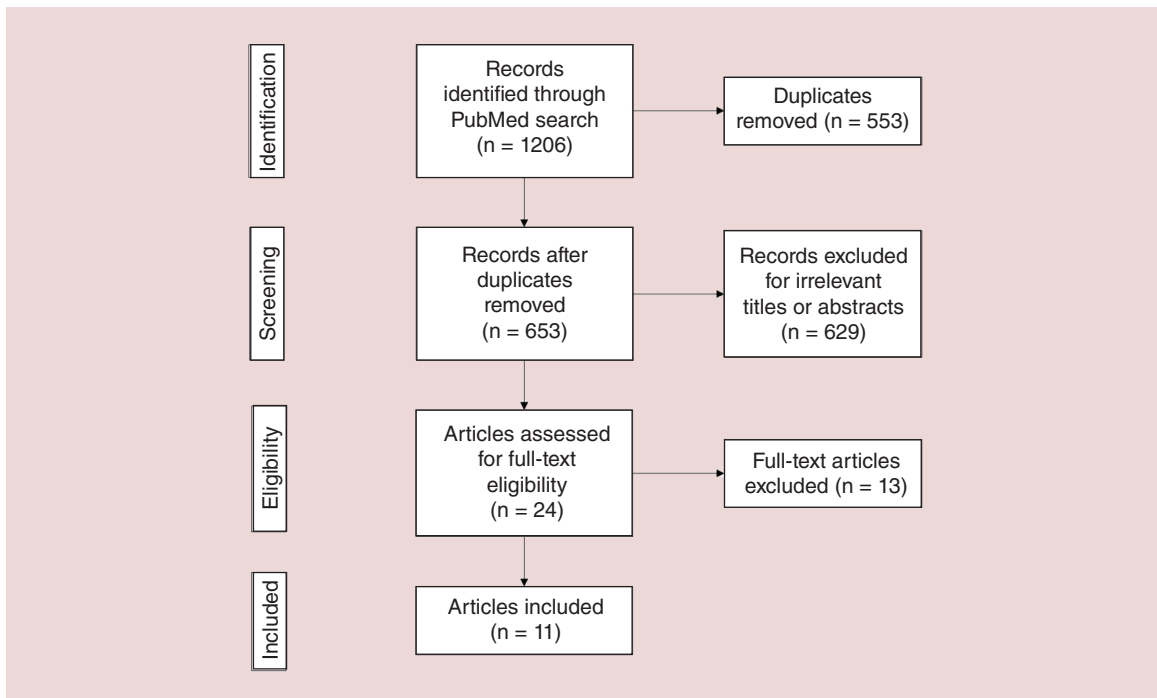 Identification
Records
identified through
PubMed search
(n = 1206)
Duplicates
removed (n = 553)
Screening
Records after
duplicates
removed
(n = 653)
Records excluded
for irrelevant
titles or abstracts
(n = 629)
Eligibility
Articles assessed
for full-text
eligibility
(n = 24)
Full-text articles
excluded (n = 13)
Included
Articles included
(n = 11)